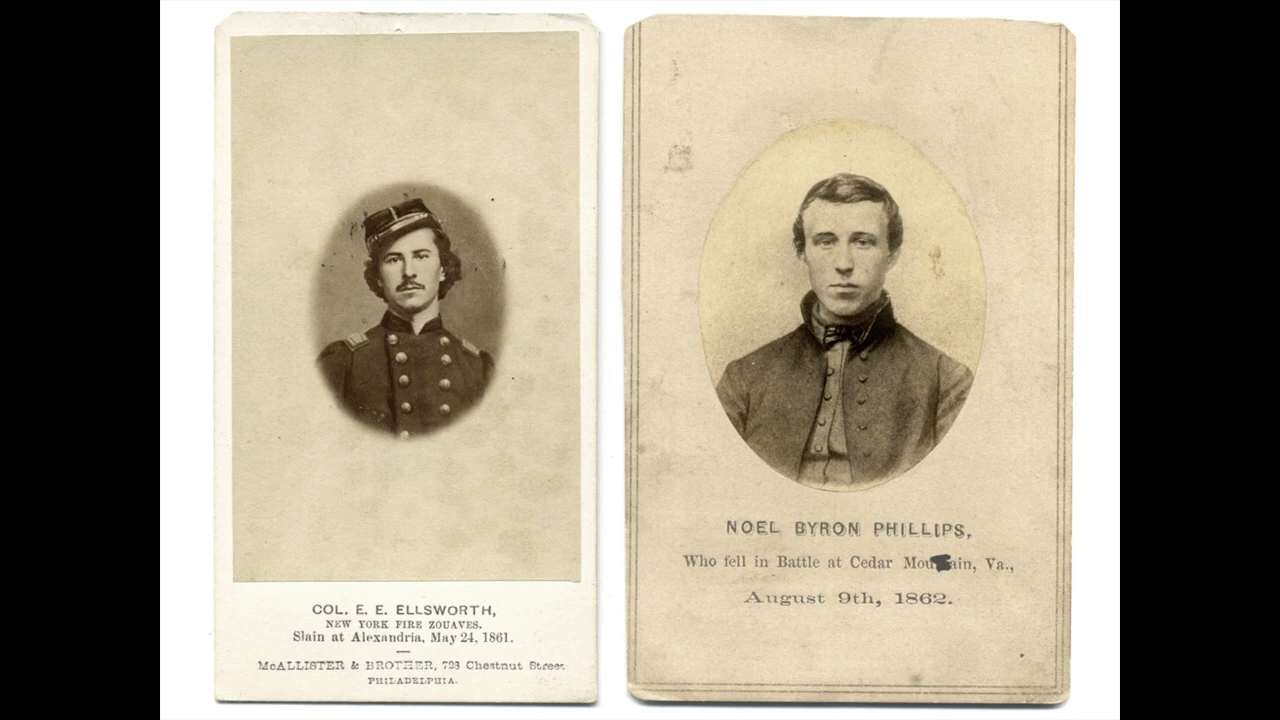 COL. E. E. ELLSWORTH,
NEW YORK FIRE ZOUAVES.
Slain at Alexandria, May 24, 1861.
McALLISTER & BROTHER, 728 Chestnut Street,
PHILADELPHIA.
NOEL BYRON PHILLIPS,
Who fell in Battle at Cedar Mountain, Va.,
August 9th, 1862.